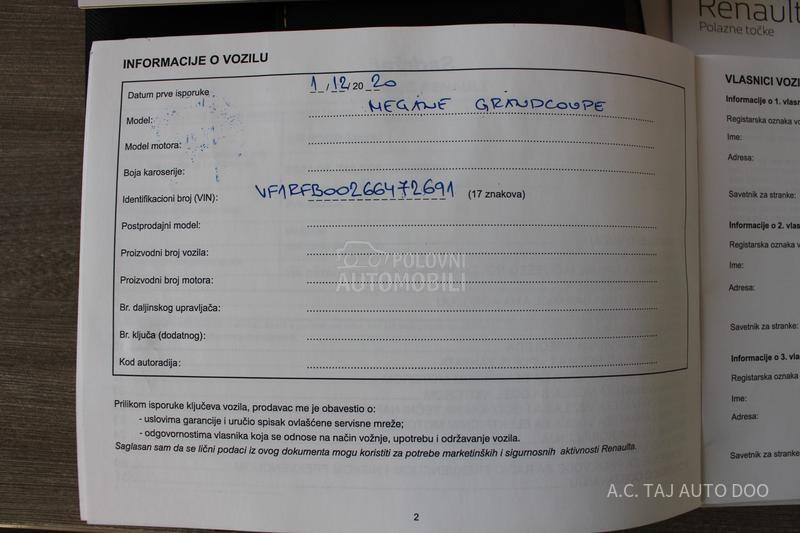 Renault
Polazne točke
INFORMACIJE O VOZILU
Datum prve isporuke 1 , 12 , 20 20
Model: MEGANE GRANDCOUPE
Model motora:
Boja karoserije:
Identifikacioni broj (VIN): VF1RFB00266472691 (17 znakova)
Postprodajni model:
Proizvodni broj vozila:
Proizvodni broj motora:
Br. daljinskog upravljača:
Br. ključa (dodatnog):
Kod autoradija:
POLOVNI
AUTOMOBILI
Prilikom isporuke ključeva vozila, prodavac me je obavestio o:
- uslovima garancije i uručio spisak ovlašćene servisne mreže;
- odgovornostima vlasnika koja se odnose na način vožnje, upotrebu i održavanje vozila.
Saglasan sam da se lični podaci iz ovog dokumenta mogu koristiti za potrebe marketinških i sigurnosnih aktivnosti Renaulta.
2
VLASNICI VOZI
Informacije o 1. vlas
Registarska oznaka vo
Ime:
Adresa:
Savetnik za stranke:
Informacije o 2. vlas
Registarska oznaka v
Ime:
Adresa:
Savetnik za stranke:
Informacije o 3. vla
Registarska oznaka
Ime:
Adresa:
Savetnik za stranke:
A.C. TAJ AUTO DOO